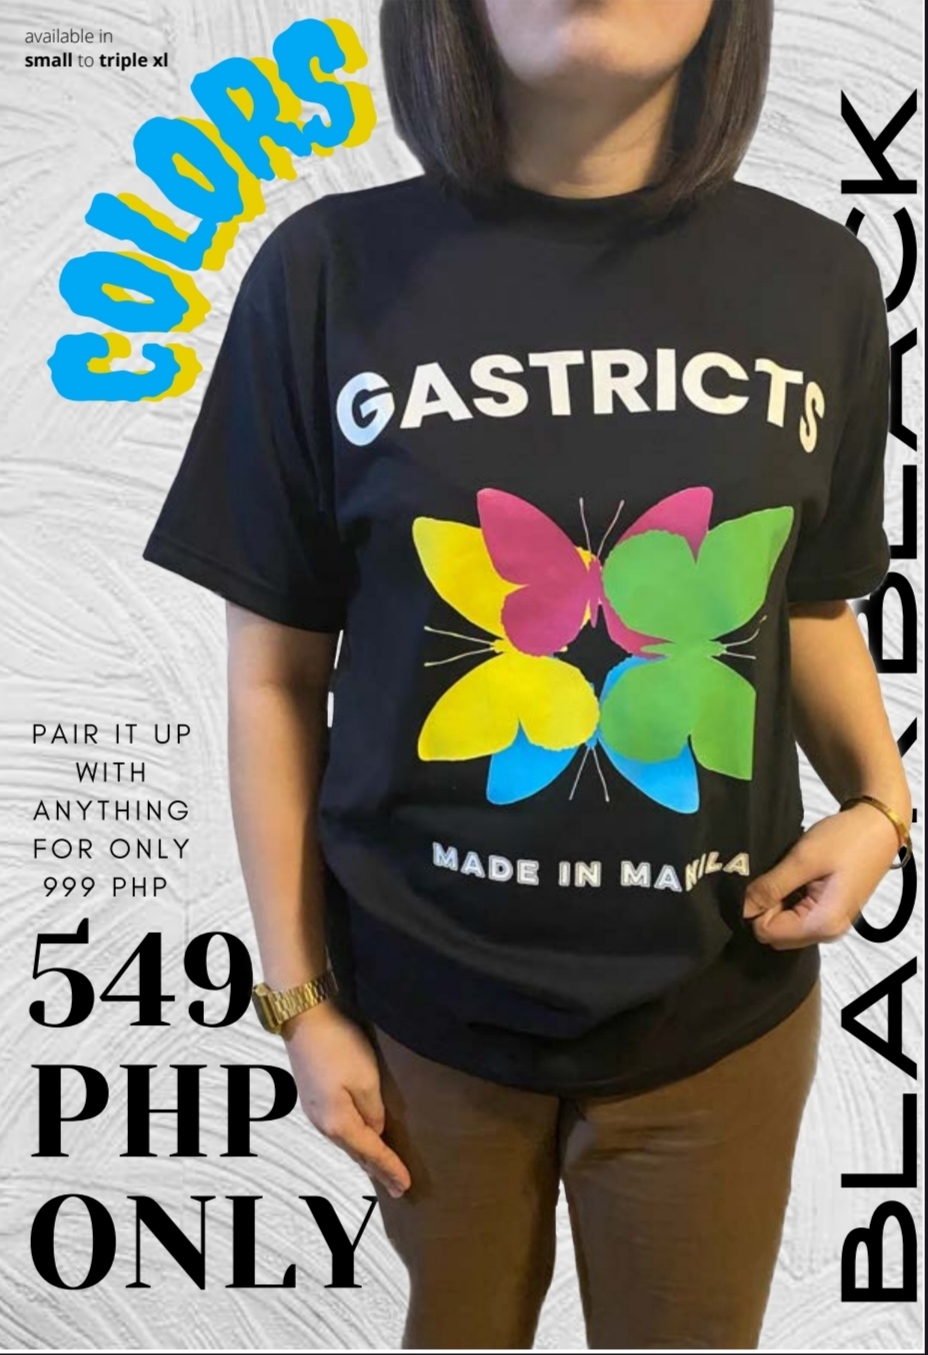 available in
small to triple xl
COLORS
GASTRICTS
MADE IN MANILA
PAIR IT UP
WITH
ANYTHING
FOR ONLY
999 PHP
549
PHP
ONLY
BLACK BLACK